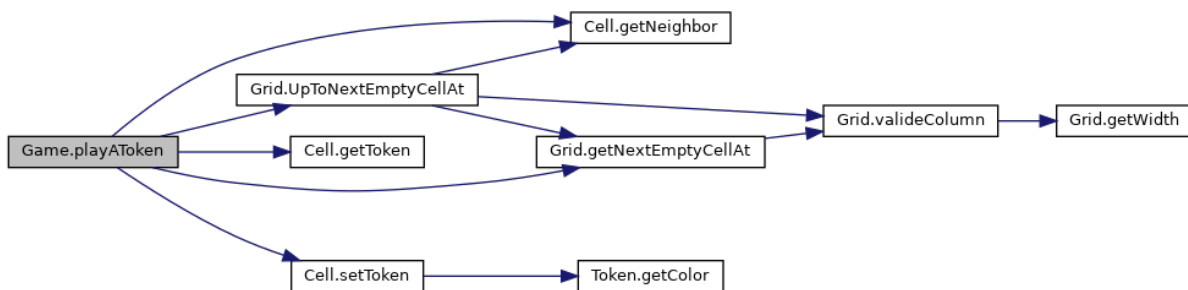 Cell.getNeighbor
Grid.UpToNextEmptyCellAt
Grid.valideColumn
Grid.getWidth
Game.playAToken
Cell.getToken
Grid.getNextEmptyCellAt
Cell.setToken
Token.getColor